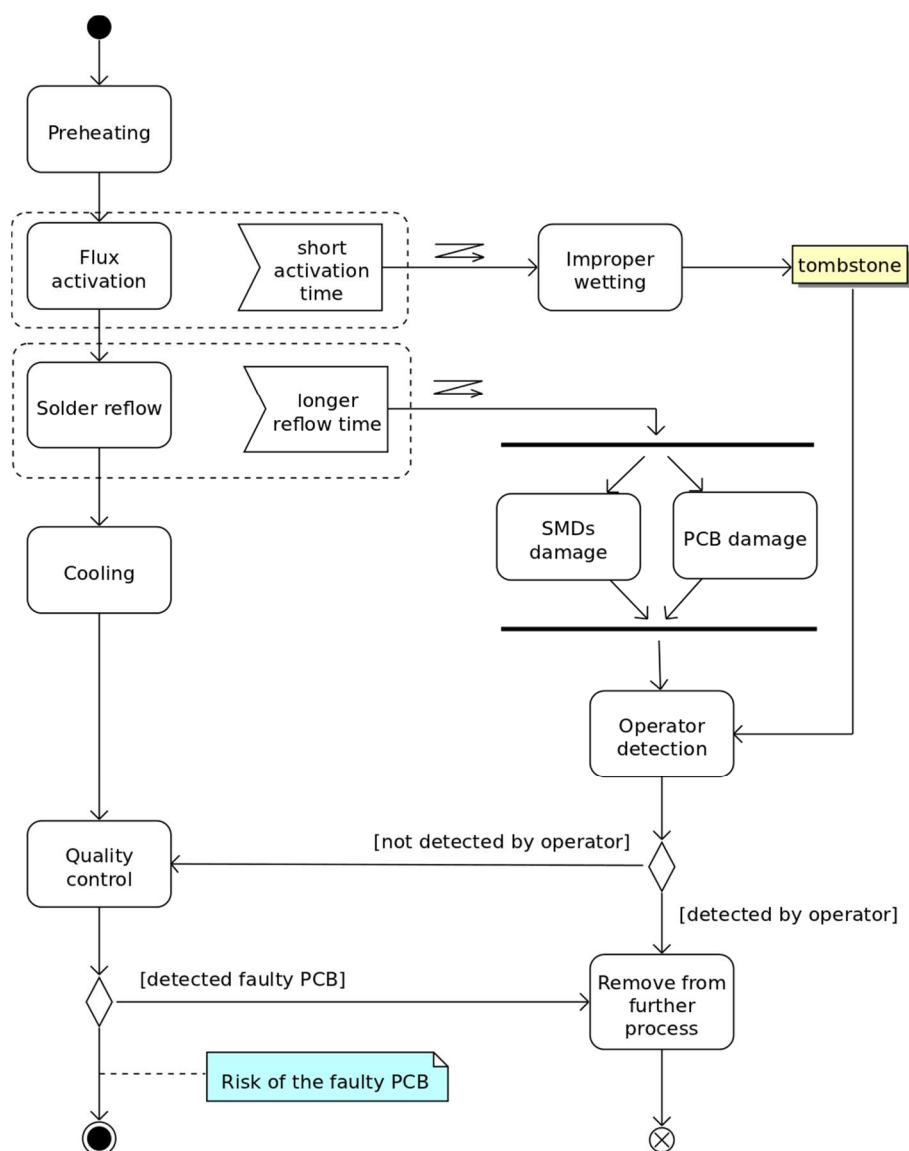 Preheating
Flux
activation
short
activation
time
Improper
wetting
tombstone
Solder reflow
longer
reflow time
SMDs
damage
PCB damage
Cooling
Operator
detection
[not detected by operator]
Quality
control
[detected by operator]
[detected faulty PCB]
Remove from
further
process
Risk of the faulty PCB